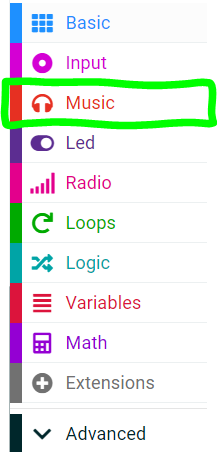 Basic
Input
Music
Led
Radio
Loops
Logic
Variables
Math
Extensions
Advanced